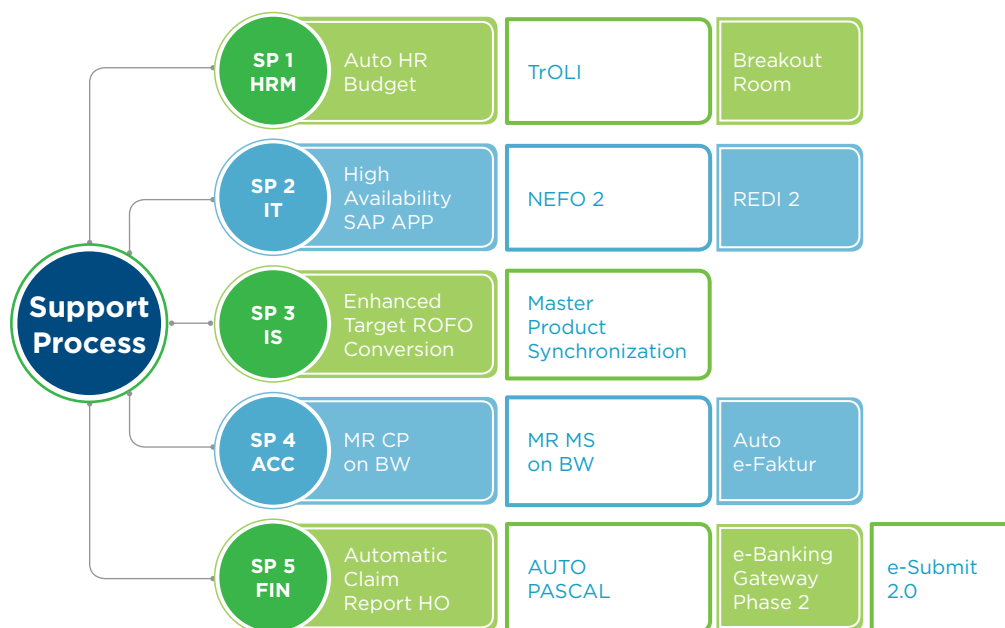 Support
Process
SP 1
HRM
Auto HR
Budget
TrOLI
Breakout
Room
SP 2
IT
High
Availability
SAP APP
NEFO 2
REDI 2
SP 3
IS
Enhanced
Target ROFO
Conversion
Master
Product
Synchronization
SP 4
ACC
MR CP
on BW
MR MS
on BW
Auto
e-Faktur
SP 5
FIN
Automatic
Claim
Report HO
AUTO
PASCAL
e-Banking
Gateway
Phase 2
e-Submit
2.0